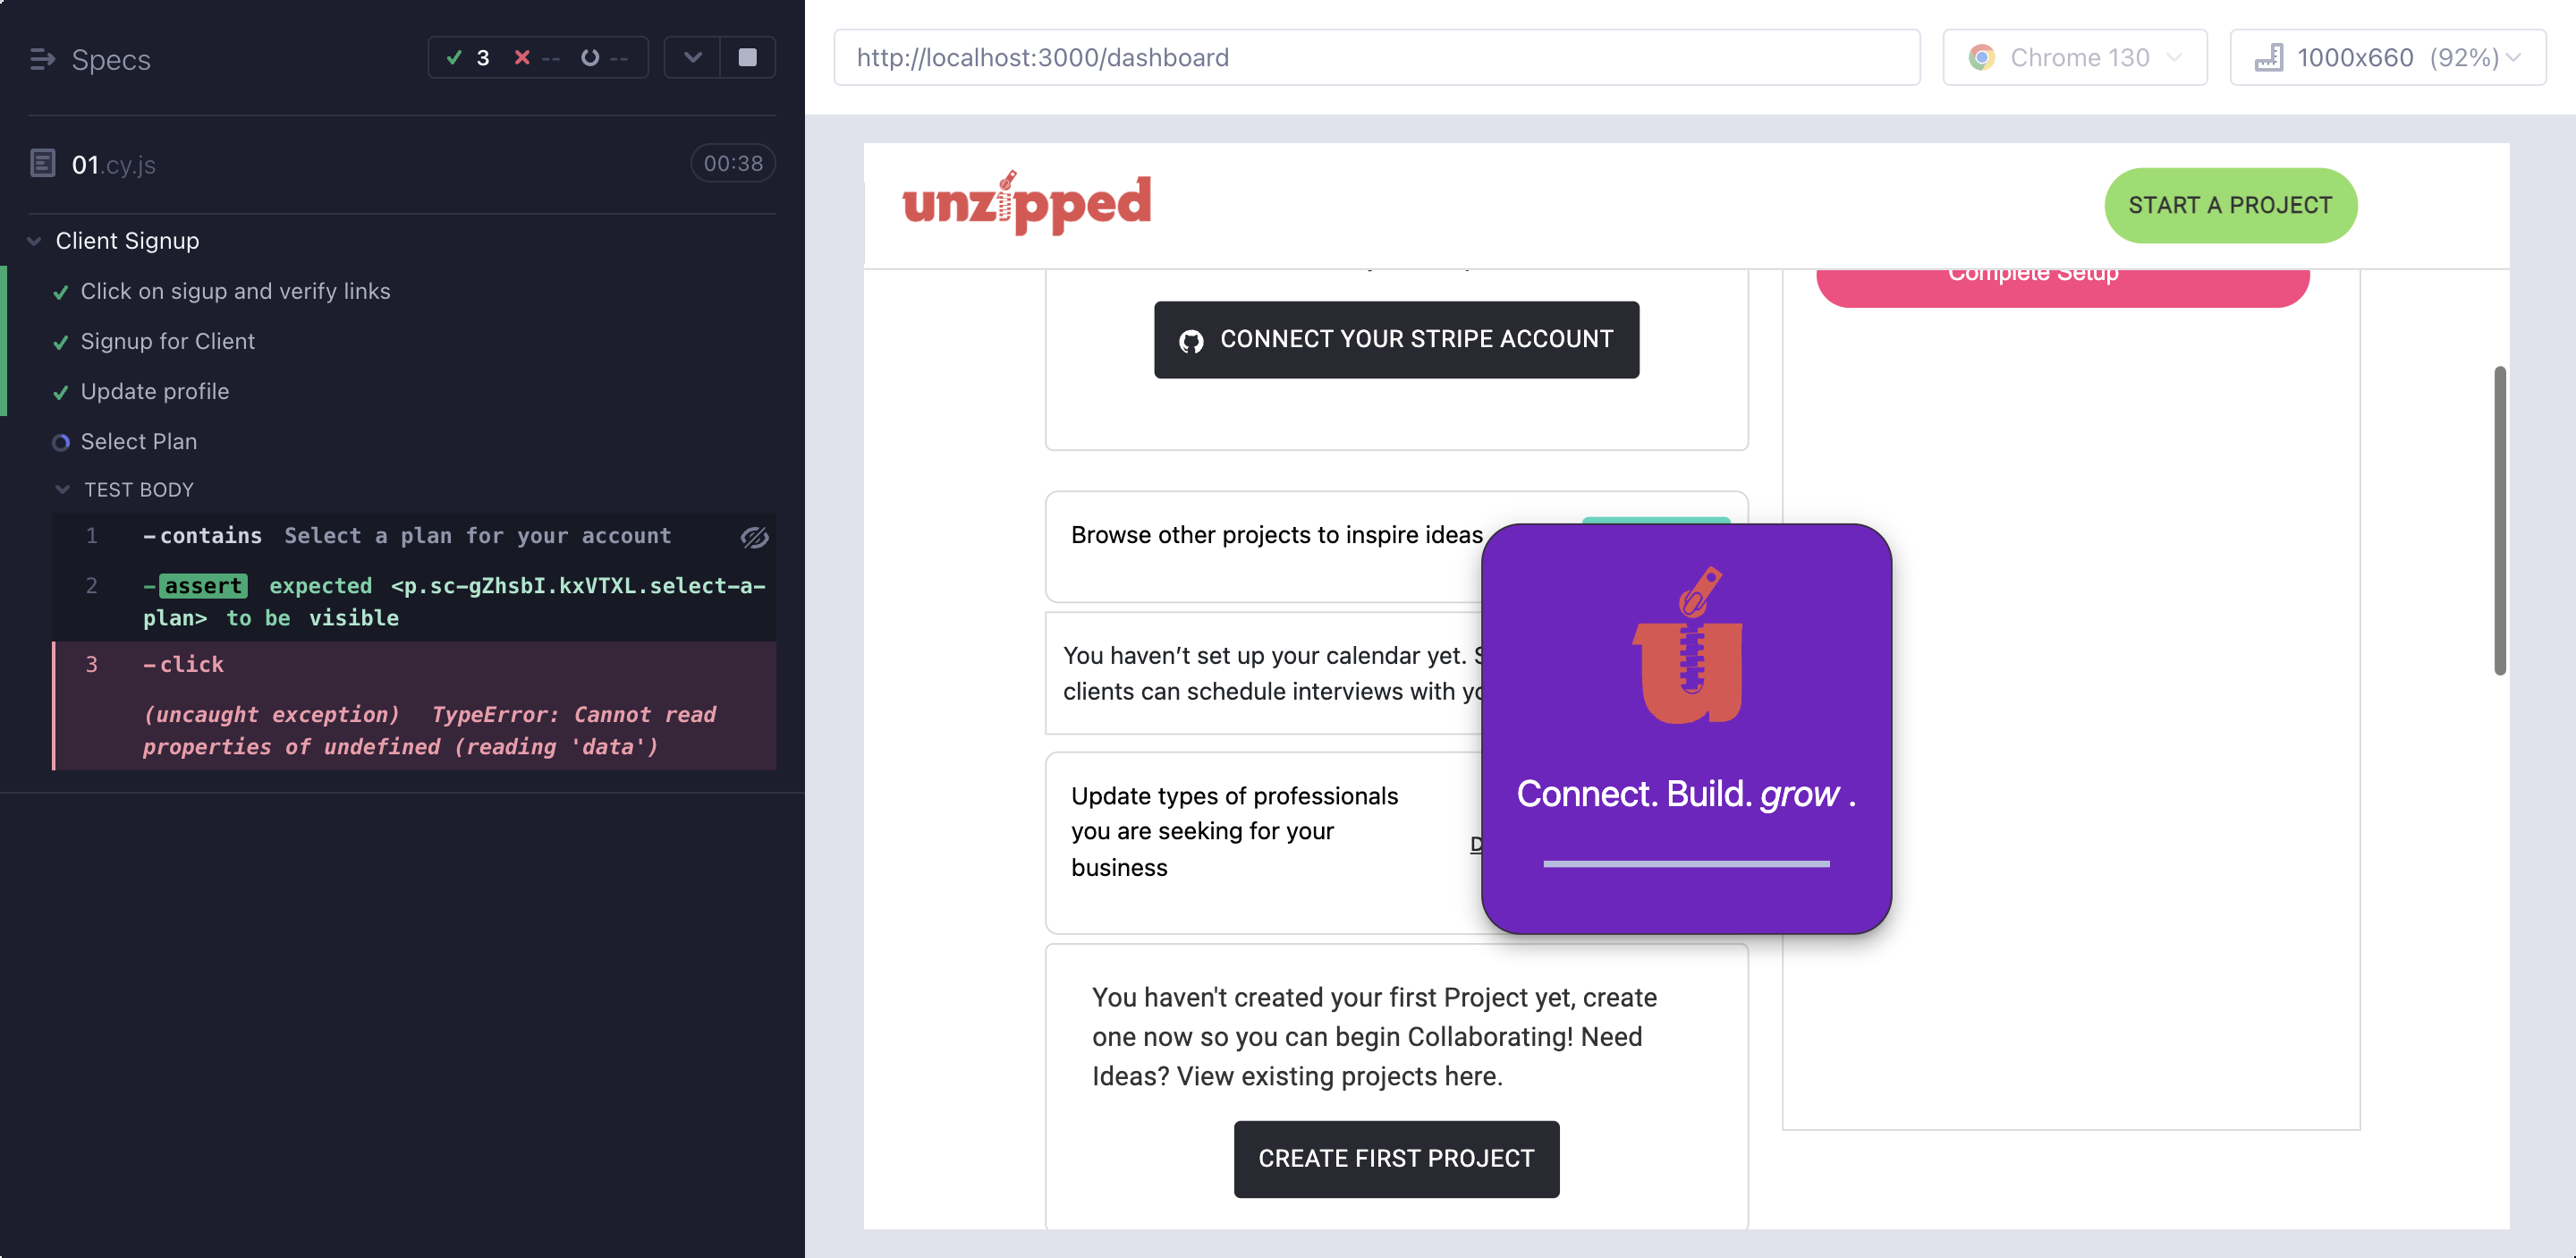 Specs
3 -- --
01.cy.js
00:38
Client Signup
Click on sigup and verify links
Signup for Client
Update profile
Select Plan
TEST BODY
1 -contains Select a plan for your account
2 -assert expected <p.sc-gZhsbI.kxVTXL.select-a-
plan> to be visible
3 -click
(uncaught exception) TypeError: Cannot read
properties of undefined (reading 'data')
http://localhost:3000/dashboard
Chrome 130
1000x660 (92%)
unzipped
START A PROJECT
Complete Setup
CONNECT YOUR STRIPE ACCOUNT
Browse other projects to inspire ideas
You haven’t set up your calendar yet.
clients can schedule interviews with
Update types of professionals
you are seeking for your
business
Connect. Build. grow .
You haven't created your first Project yet, create
one now so you can begin Collaborating! Need
Ideas? View existing projects here.
CREATE FIRST PROJECT